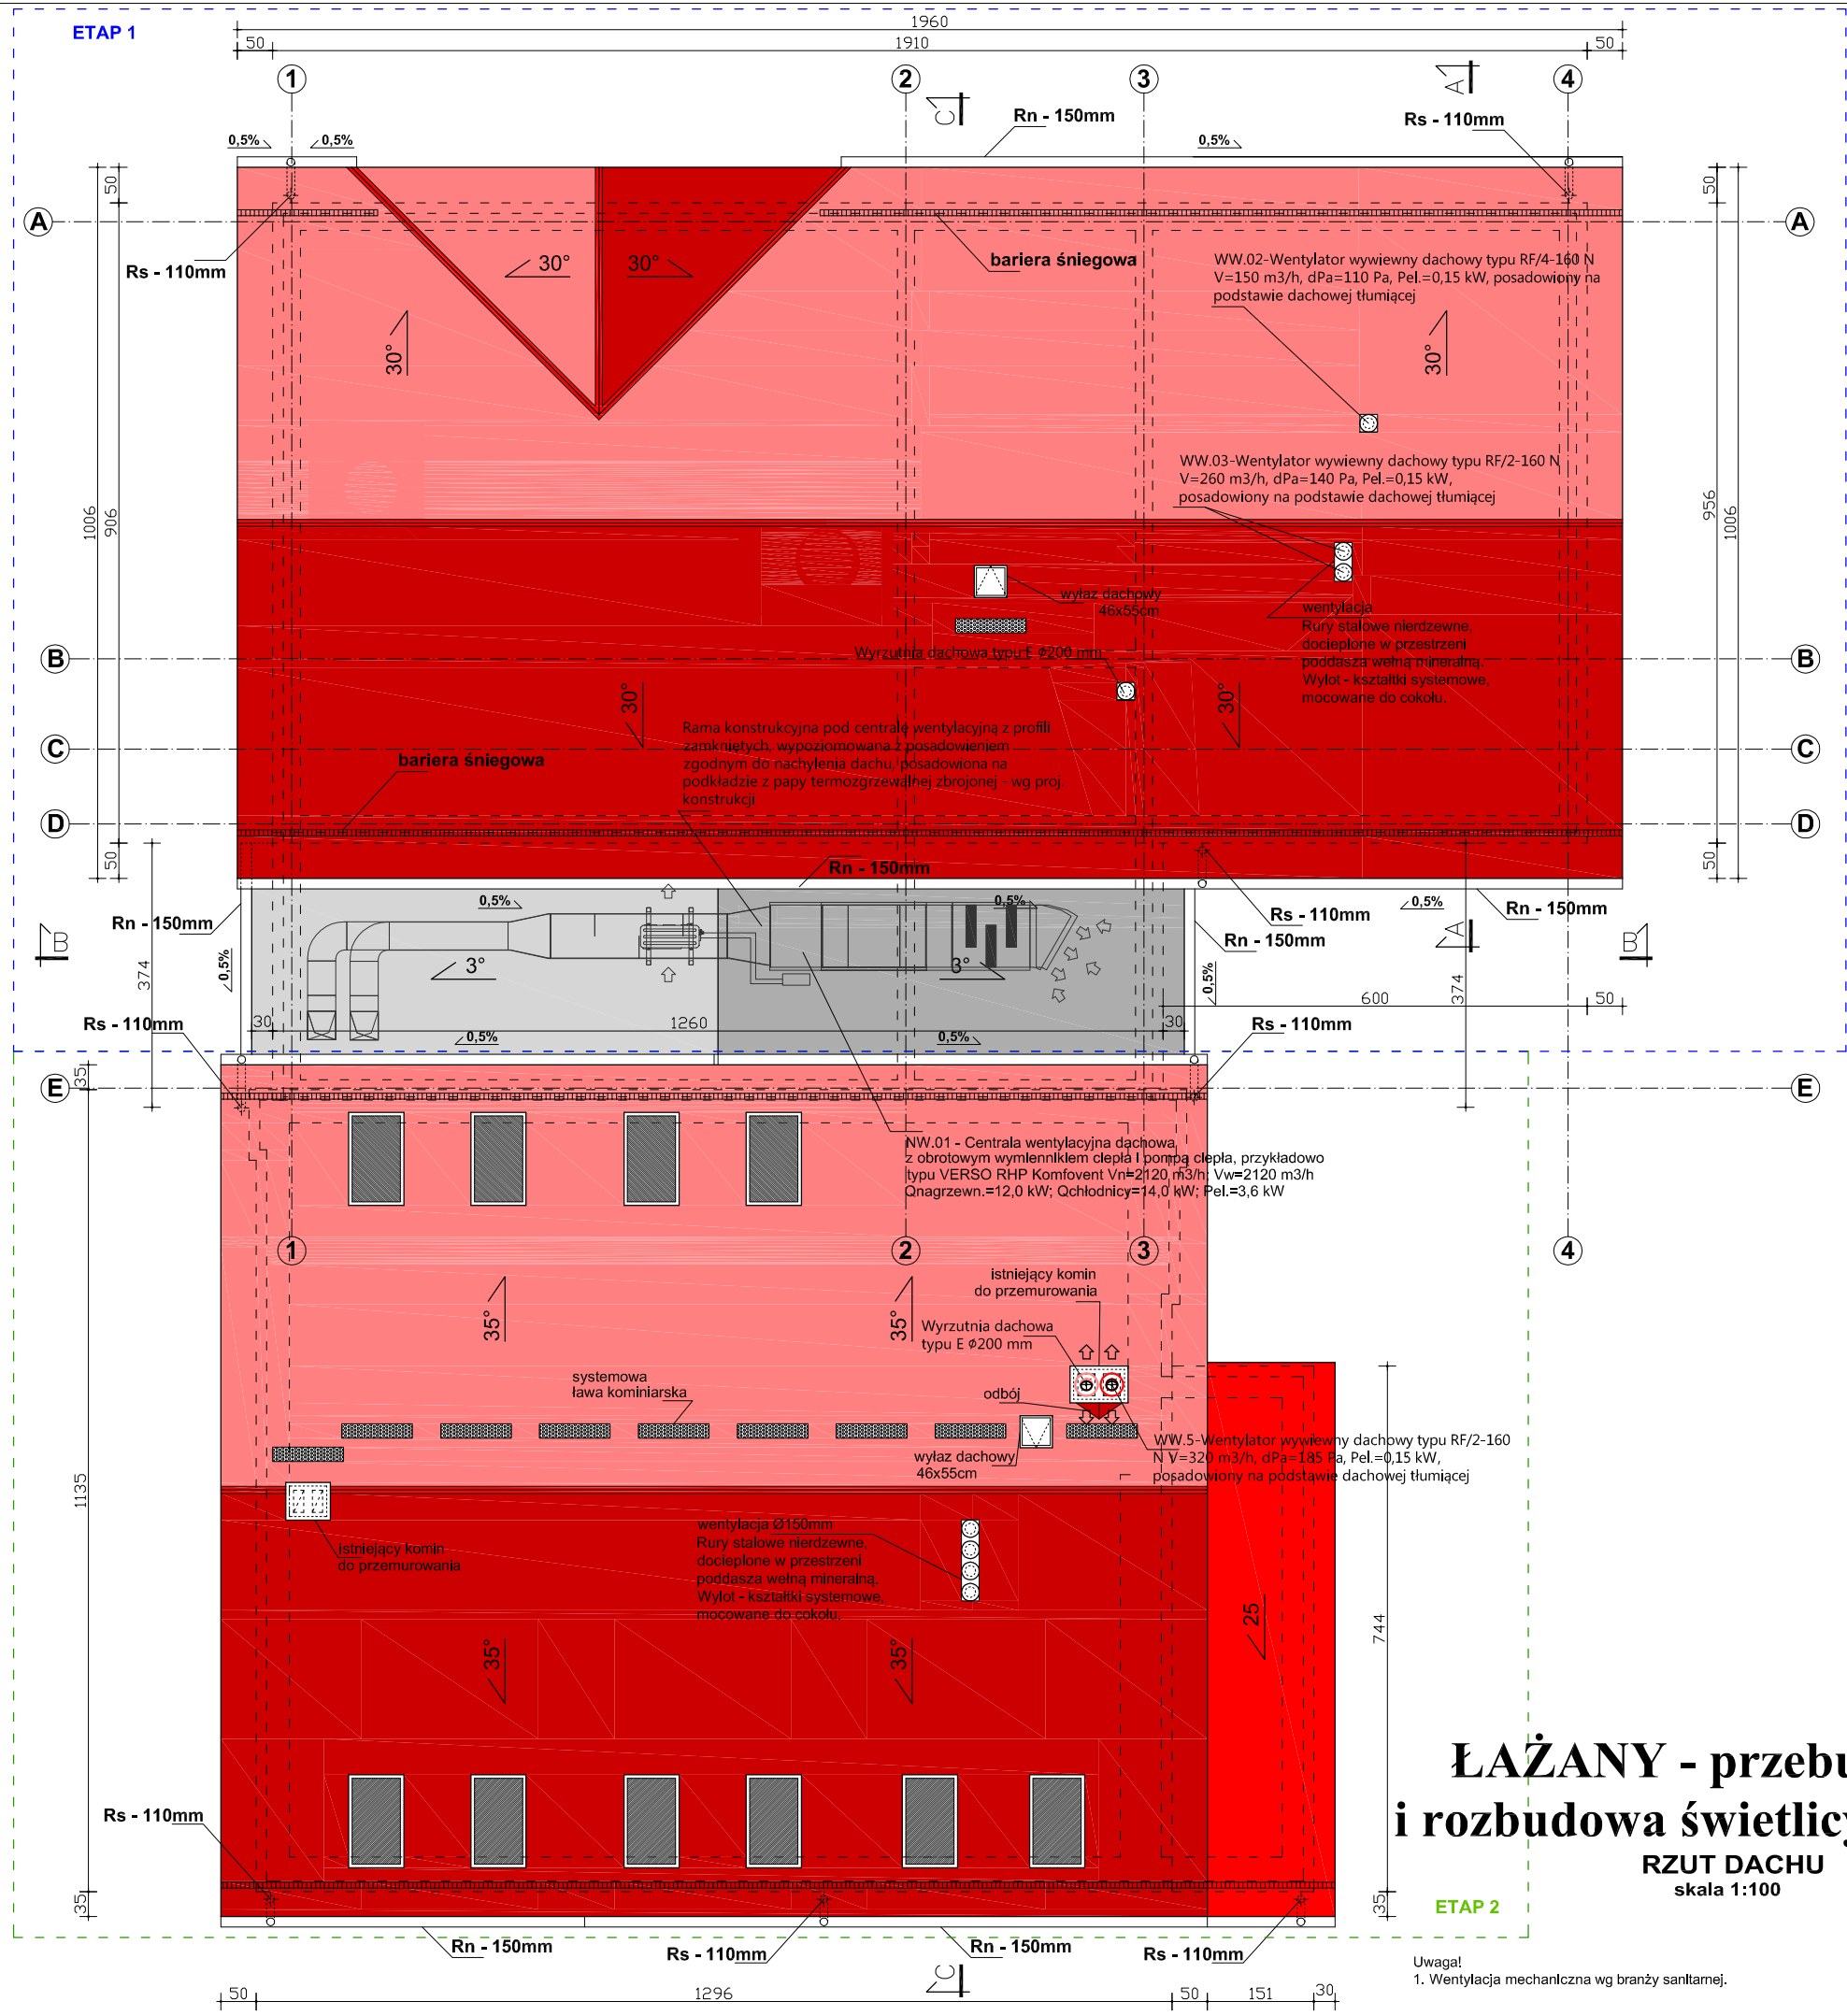 ETAP 1
1960
50
1910
50
1
2
3
4
C
A
Rn - 150mm
Rs - 110mm
0,5%
0,5%
0,5%
50
50
A
A
Rs - 110mm
30°
30°
bariera śniegowa
WW.02-Wentylator wywiewny dachowy typu RF/4-160 N
V=150 m3/h, dPa=110 Pa, Pel.=0,15 kW, posadowiony na
podstawie dachowej tłumiącej
30°
30°
WW.03-Wentylator wywiewny dachowy typu RF/2-160 N
V=260 m3/h, dPa=140 Pa, Pel.=0,15 kW,
posadowiony na podstawie dachowej tłumiącej
1006
906
956
1006
wyłaz dachowy
46x55cm
wentylacja
Rury stalowe nierdzewne,
docieplone w przestrzeni
poddasza wełną mineralną.
Wylot - kształtki systemowe,
mocowane do cokołu.
B
Wyrzutnia dachowa typu E ⌀200 mm
B
30°
30°
Rama konstrukcyjna pod centralę wentylacyjną z profili
zamkniętych, wypoziomowana z posadowieniem
zgodnym do nachylenia dachu, posadowiona na
podkładzie z papy termozgrzewalnej zbrojonej - wg proj.
konstrukcji
C
C
bariera śniegowa
D
D
50
50
Rn - 150mm
0,5%
0,5%
0,5%
Rn - 150mm
Rs - 110mm
Rn - 150mm
Rn - 150mm
B
A
B
374
0,5%
3°
3°
0,5%
374
600
50
Rs - 110mm
30
1260
30
Rs - 110mm
0,5%
0,5%
E
35
E
NW.01 - Centrala wentylacyjna dachowa
z obrotowym wymiennikiem ciepła i pompą ciepła, przykładowo
typu VERSO RHP Komfovent Vn=2120 m3/h; Vw=2120 m3/h
Qnagrzewn.=12,0 kW; Qchłodnicy=14,0 kW; Pel.=3,6 kW
1
2
3
4
istniejący komin
do przemurowania
35°
35°
Wyrzutnia dachowa
typu E ⌀200 mm
systemowa
ława kominiarska
odbój
WW.5-Wentylator wywiewny dachowy typu RF/2-160
N V=320 m3/h, dPa=185 Pa, Pel.=0,15 kW,
posadowiony na podstawie dachowej tłumiącej
wyłaz dachowy
46x55cm
1135
wentylacja Ø150mm
Rury stalowe nierdzewne,
docieplone w przestrzeni
poddasza wełną mineralną.
Wylot - kształtki systemowe,
mocowane do cokołu.
istniejący komin
do przemurowania
25
744
35°
35°
ŁAŻANY - przebu
i rozbudowa świetlicy
RZUT DACHU
skala 1:100
Rs - 110mm
35
35
ETAP 2
Rn - 150mm
Rs - 110mm
Rn - 150mm
Rs - 110mm
Uwaga!
1. Wentylacja mechaniczna wg branży sanitarnej.
C
50
1296
50
151
30